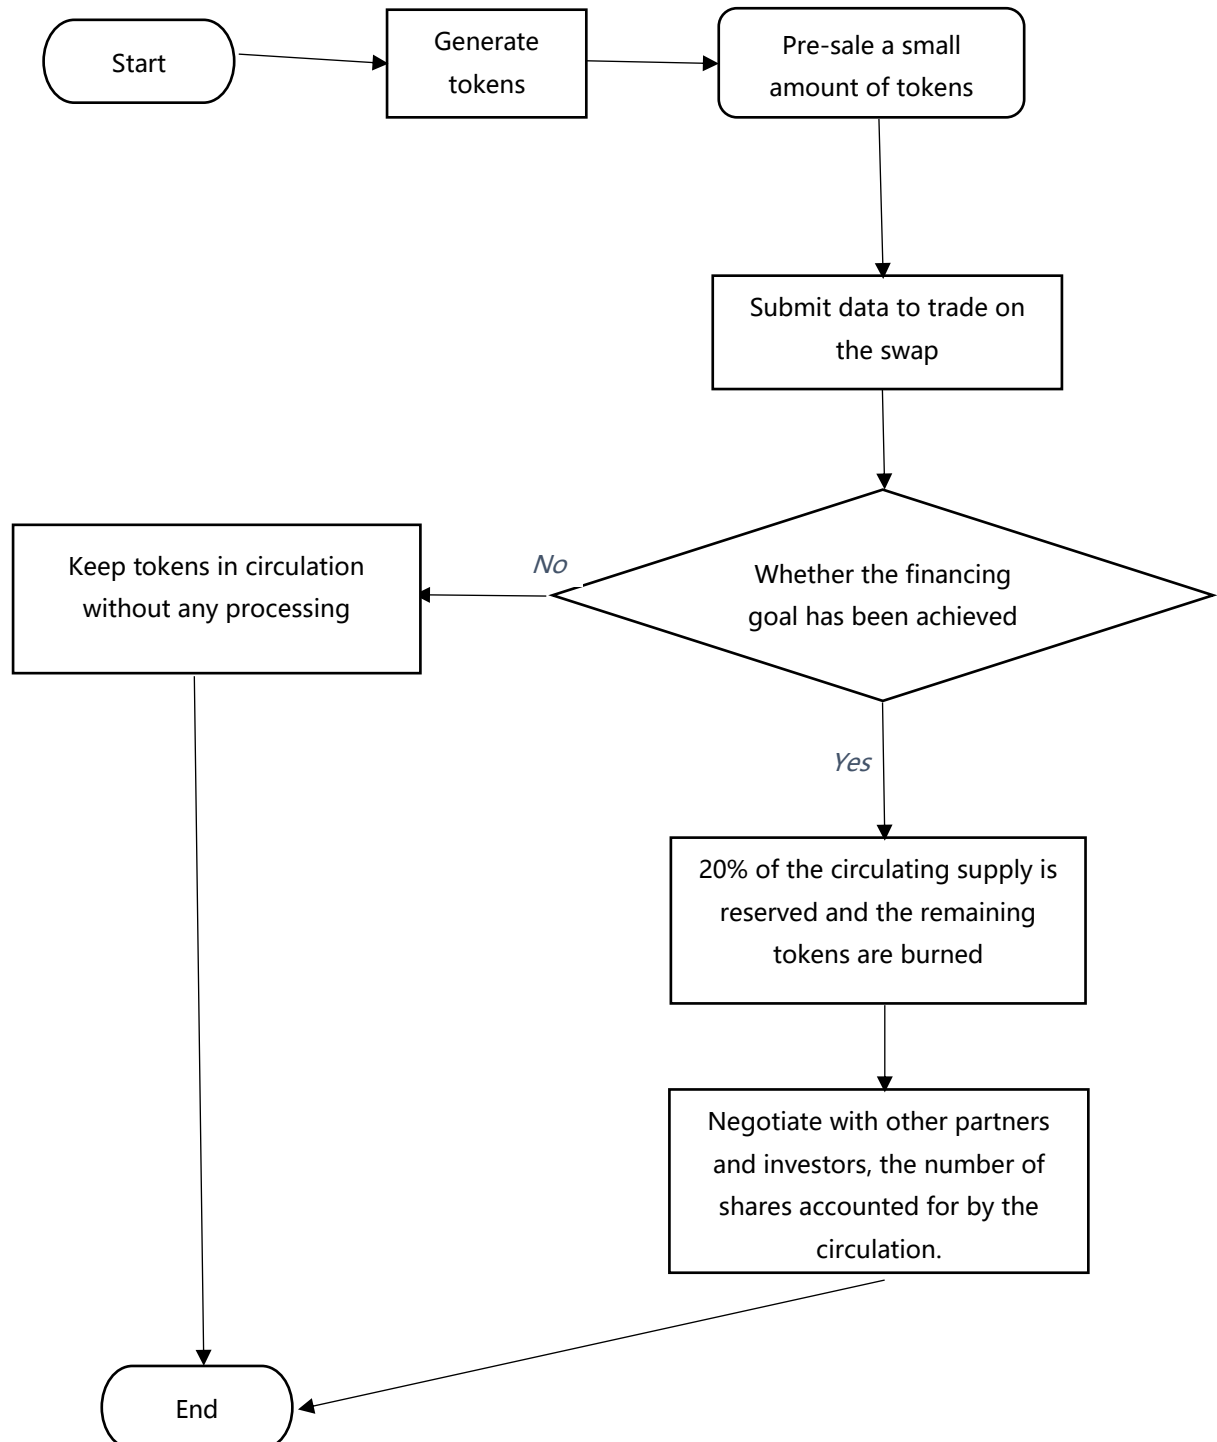 Start
Generate
tokens
Pre-sale a small
amount of tokens
Submit data to trade on
the swap
Whether the financing
goal has been achieved
No
Keep tokens in circulation
without any processing
Yes
20% of the circulating supply is
reserved and the remaining
tokens are burned
Negotiate with other partners
and investors, the number of
shares accounted for by the
circulation.
End